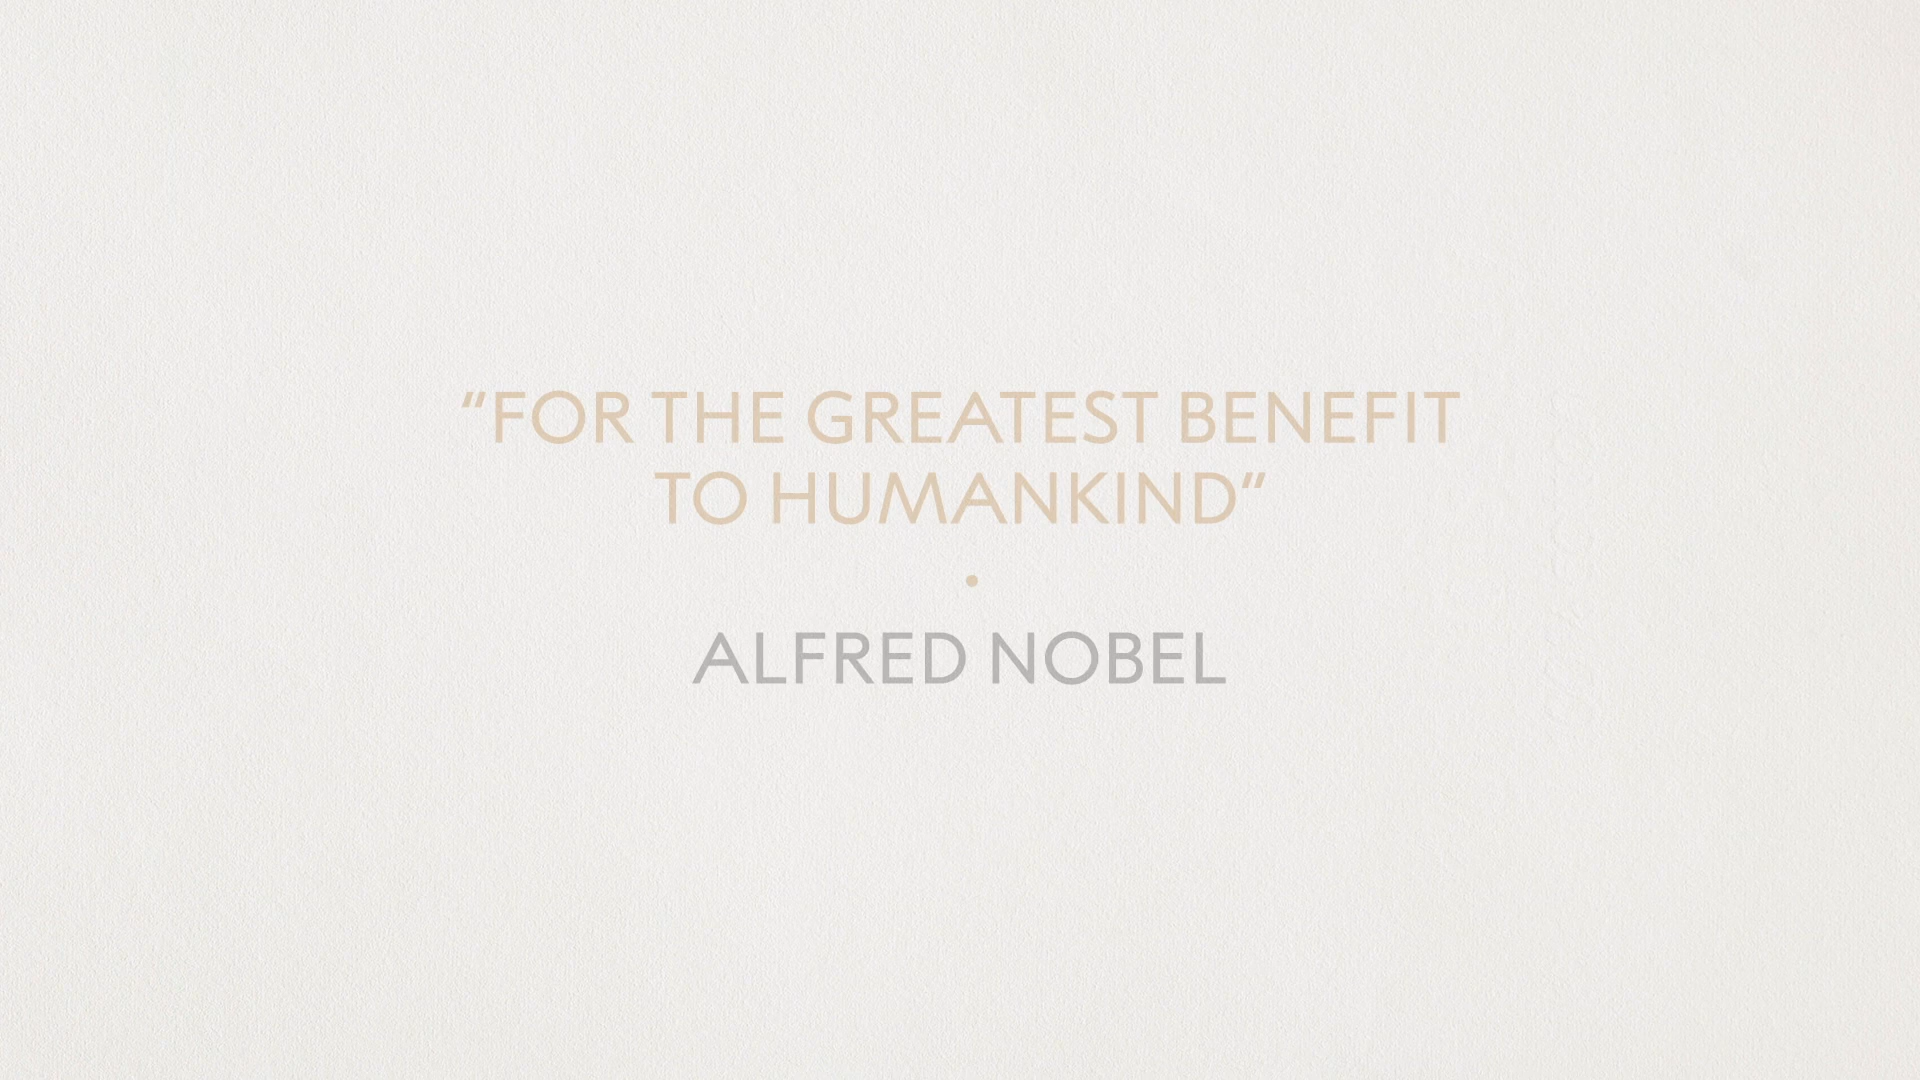 “FOR THE GREATEST BENEFIT
TO HUMANKIND”
•
ALFRED NOBEL